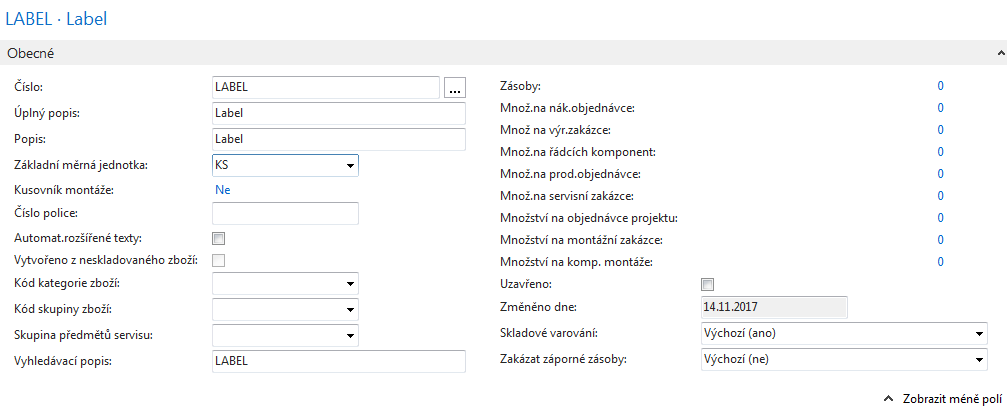 LABEL · Label
Obecné
Číslo: LABEL ...
Úplný popis: Label
Popis: Label
Základní měrná jednotka: KS
Kusovník montáže: Ne
Číslo police:
Automat.rozšířené texty:
Vytvořeno z neskladovaného zboží:
Kód kategorie zboží:
Kód skupiny zboží:
Skupina předmětů servisu:
Vyhledávací popis: LABEL
Zásoby: 0
Množ.na nák.objednávce: 0
Množ na výr.zakázce: 0
Množ.na řádcích komponent: 0
Množ.na prod.objednávce: 0
Množ.na servisní zakázce: 0
Množství na objednávce projektu: 0
Množství na montážní zakázce: 0
Množství na komp. montáže: 0
Uzavřeno:
Změněno dne: 14.11.2017
Skladové varování: Výchozí (ano)
Zakázat záporné zásoby: Výchozí (ne)
Zobrazit méně polí